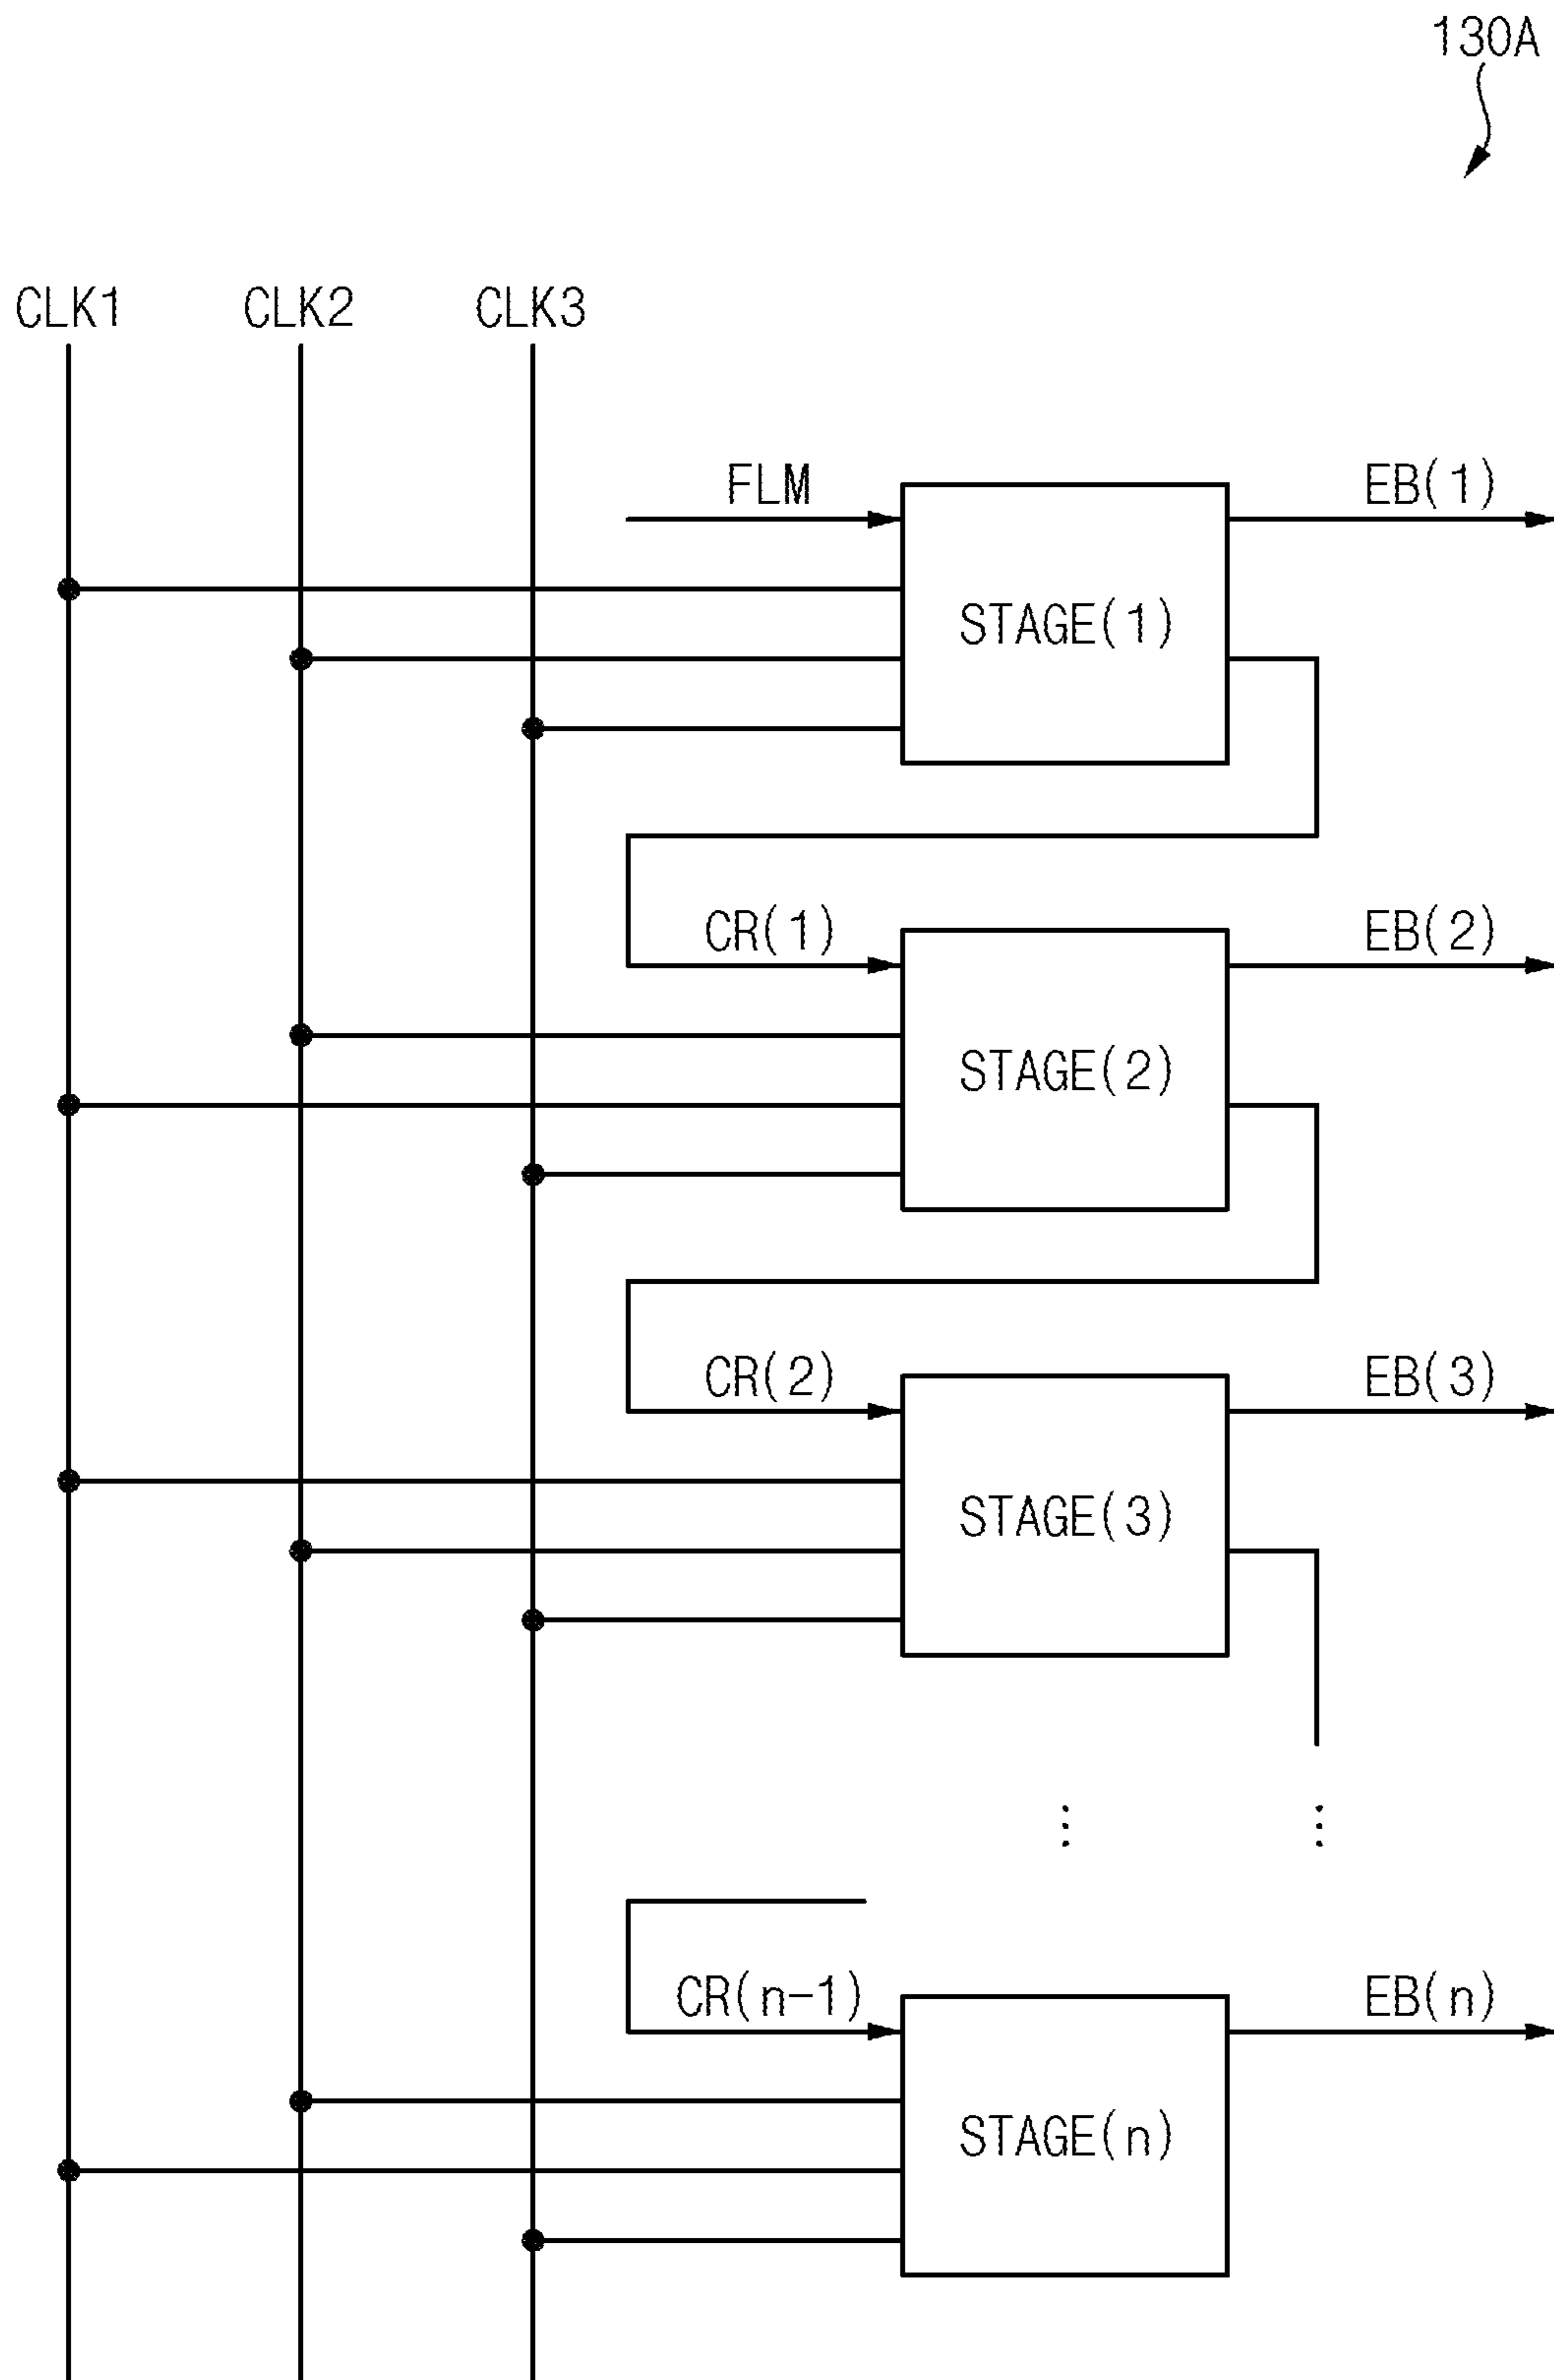 130A
CLK1 CLK2 CLK3
FLM EB(1)
STAGE(1)
CR(1) EB(2)
STAGE(2)
CR(2) EB(3)
STAGE(3)
CR(n-1) EB(n)
STAGE(n)